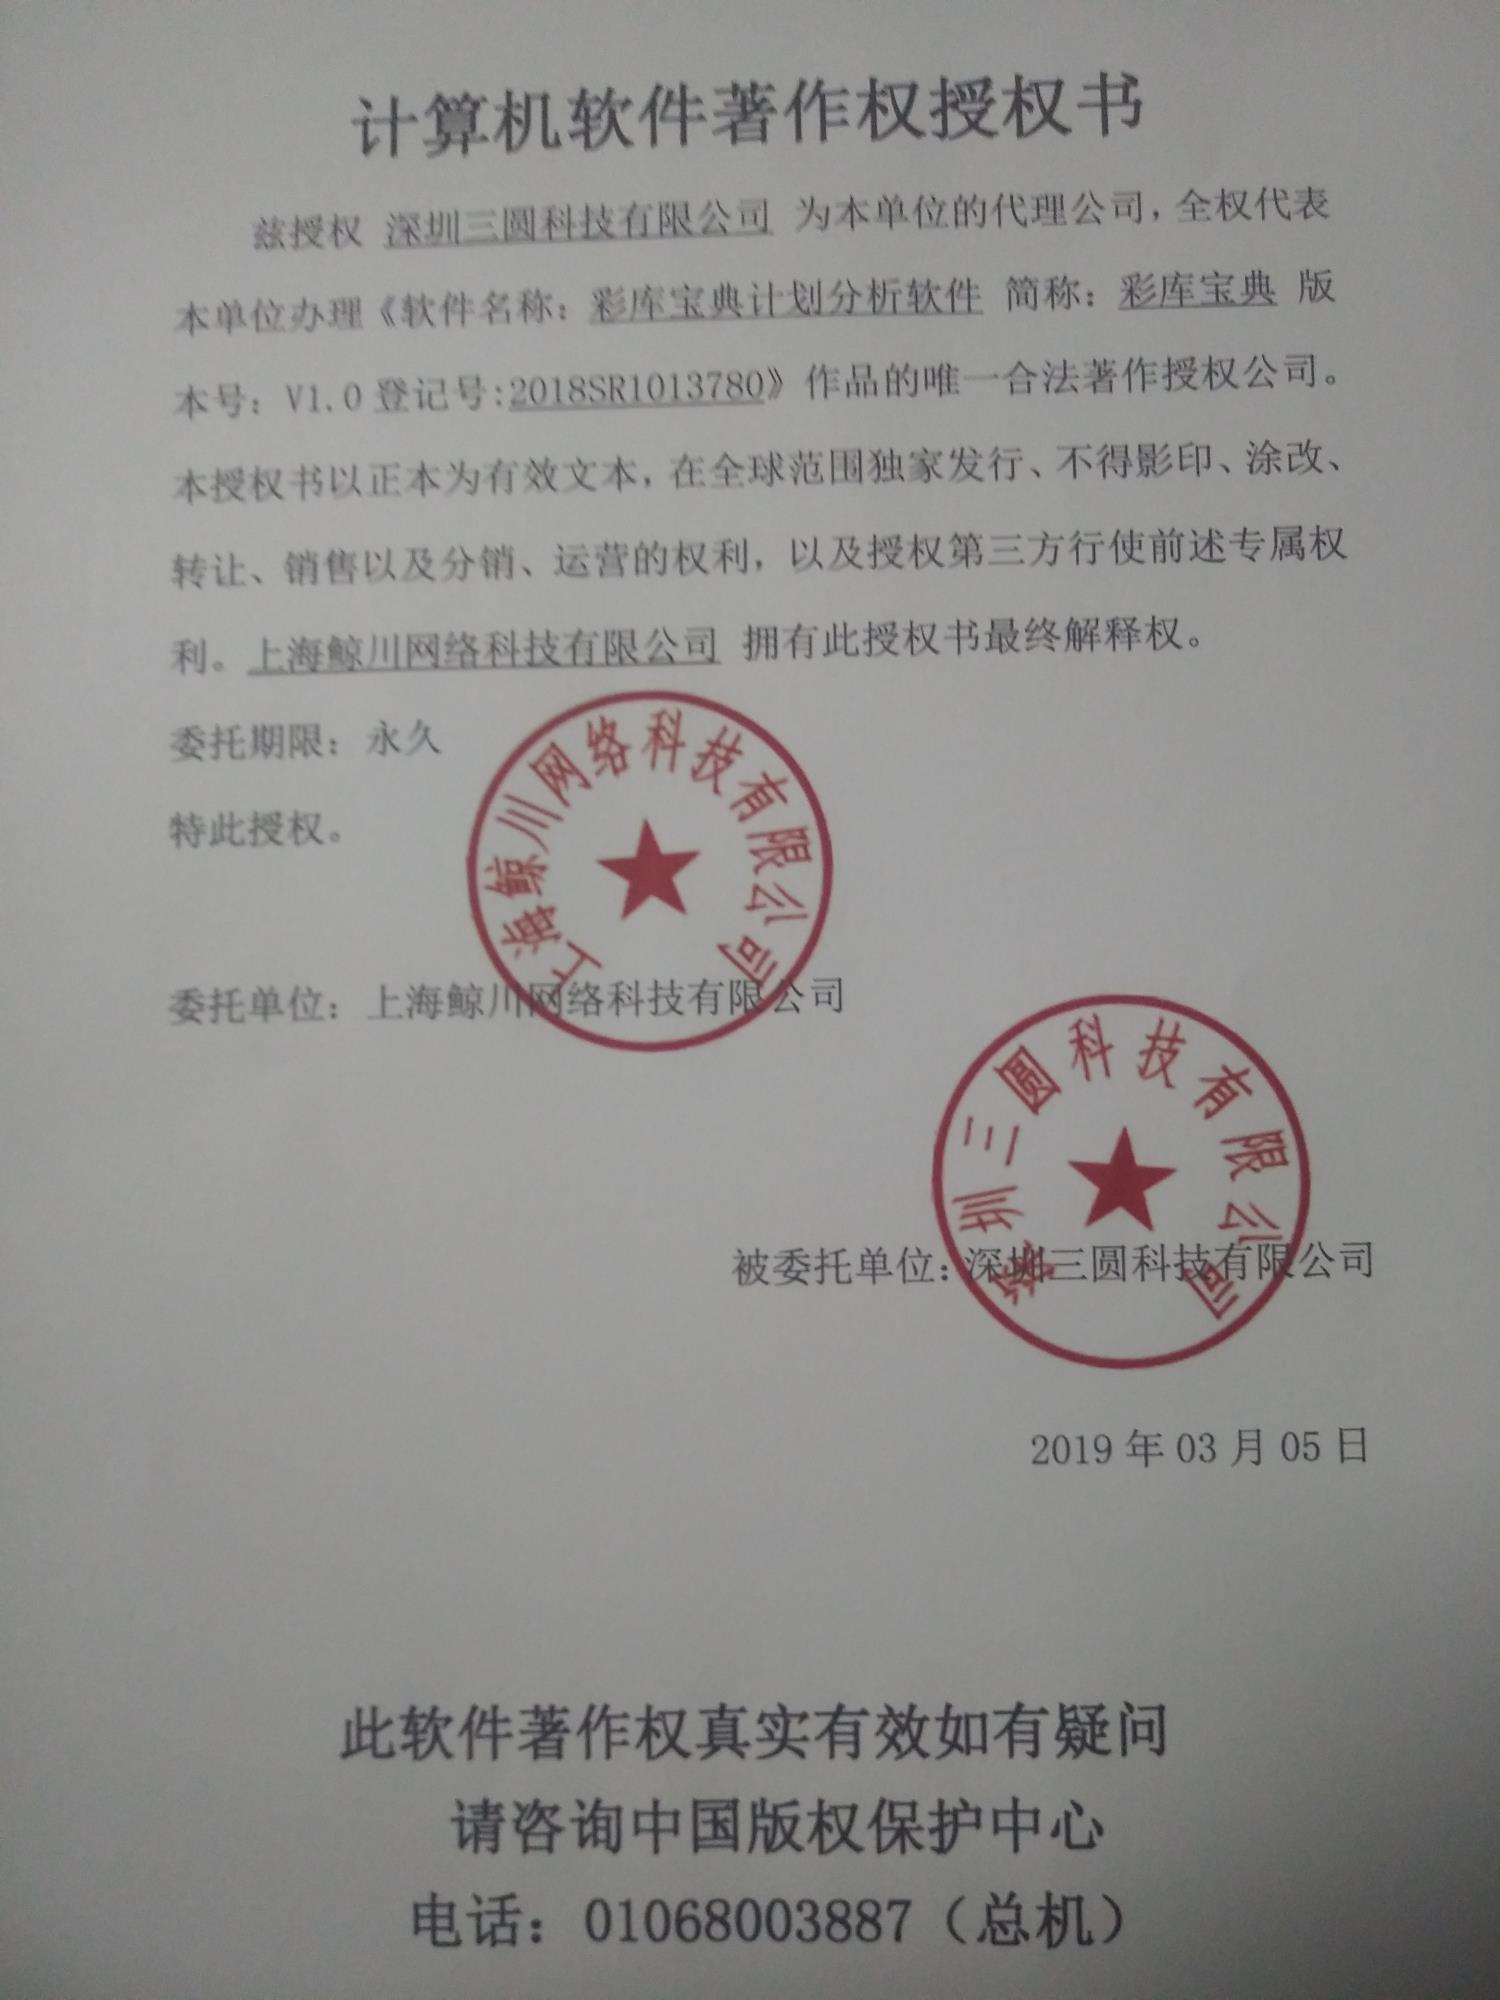 计算机软件著作权授权书
兹授权 深圳三圆科技有限公司 为本单位的代理公司，全权代表
本单位办理《软件名称：彩库宝典计划分析软件 简称：彩库宝典 版
本号：V1.0登记号:2018SR1013780》作品的唯一合法著作授权公司。
本授权书以正本为有效文本，在全球范围独家发行、不得影印、涂改、
转让、销售以及分销、运营的权利，以及授权第三方行使前述专属权
利。上海鲸川网络科技有限公司 拥有此授权书最终解释权。
委托期限：永久
特此授权。
上海鲸川网络科技有限公司
委托单位：上海鲸川网络科技有限公司
深圳三圆科技有限公司
被委托单位：深圳三圆科技有限公司
2019年03月05日
此软件著作权真实有效如有疑问
请咨询中国版权保护中心
电话：01068003887（总机）